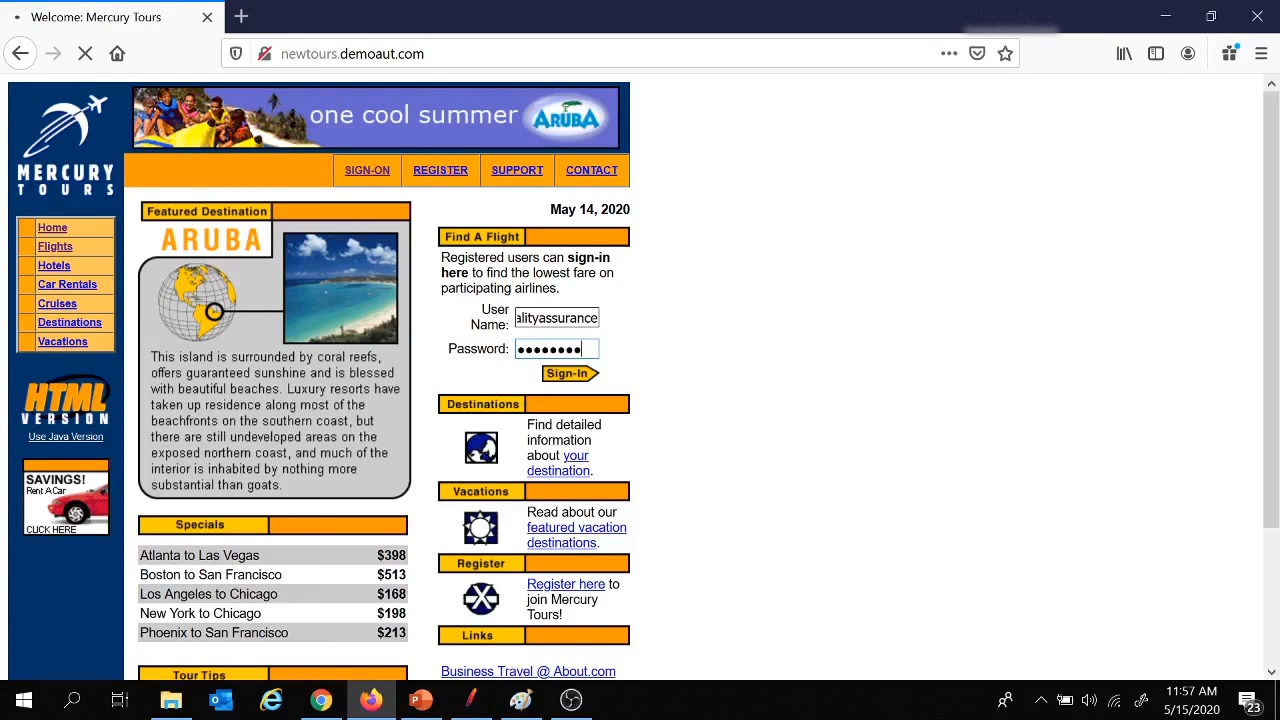 Welcome: Mercury Tours
newtours.demoaut.com
one cool summer
ARUBA
MERCURY
TOURS
SIGN-ON
REGISTER
SUPPORT
CONTACT
Home
Flights
Hotels
Car Rentals
Cruises
Destinations
Vacations
HTML
VERSION
Use Java Version
SAVINGS!
Rent A Car
CLICK HERE
Featured Destination
ARUBA
This island is surrounded by coral reefs,
offers guaranteed sunshine and is blessed
with beautiful beaches. Luxury resorts have
taken up residence along most of the
beachfronts on the southern coast, but
there are still undeveloped areas on the
exposed northern coast, and much of the
interior is inhabited by nothing more
substantial than goats.
Specials
Atlanta to Las Vegas $398
Boston to San Francisco $513
Los Angeles to Chicago $168
New York to Chicago $198
Phoenix to San Francisco $213
Tour Tips
May 14, 2020
Find A Flight
Registered users can sign-in
here to find the lowest fare on
participating airlines.
User
Name:
alityassurance
Password: ●●●●●●●●
Sign-In
Destinations
Find detailed
information
about your
destination.
Vacations
Read about our
featured vacation
destinations.
Register
Register here to
join Mercury
Tours!
Links
Business Travel @ About.com
11:57 AM
5/15/2020
23